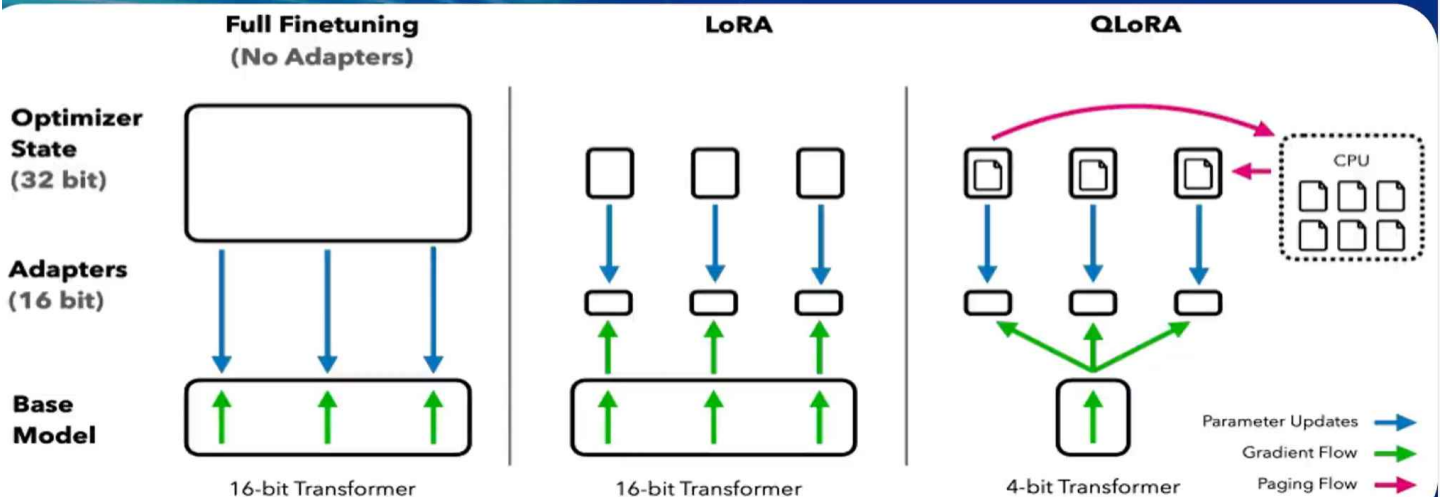 Full Finetuning
(No Adapters)
LoRA
QLoRA
Optimizer
State
(32 bit)
CPU
Adapters
(16 bit)
Base
Model
16-bit Transformer
16-bit Transformer
4-bit Transformer
Parameter Updates
Gradient Flow
Paging Flow